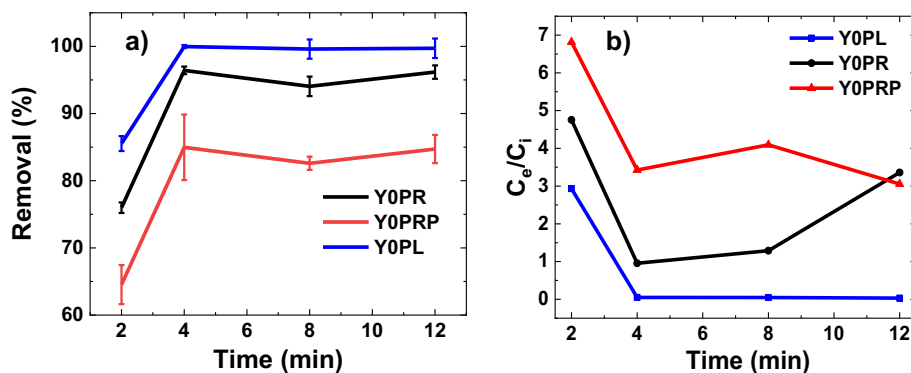 a)
100
90
80
70
60
Removal (%)
Y0PR
Y0PRP
Y0PL
2 4 6 8 10 12
Time (min)
b)
7
6
5
4
3
2
1
0
Cₑ/Cᵢ
Y0PL
Y0PR
Y0PRP
2 4 6 8 10 12
Time (min)